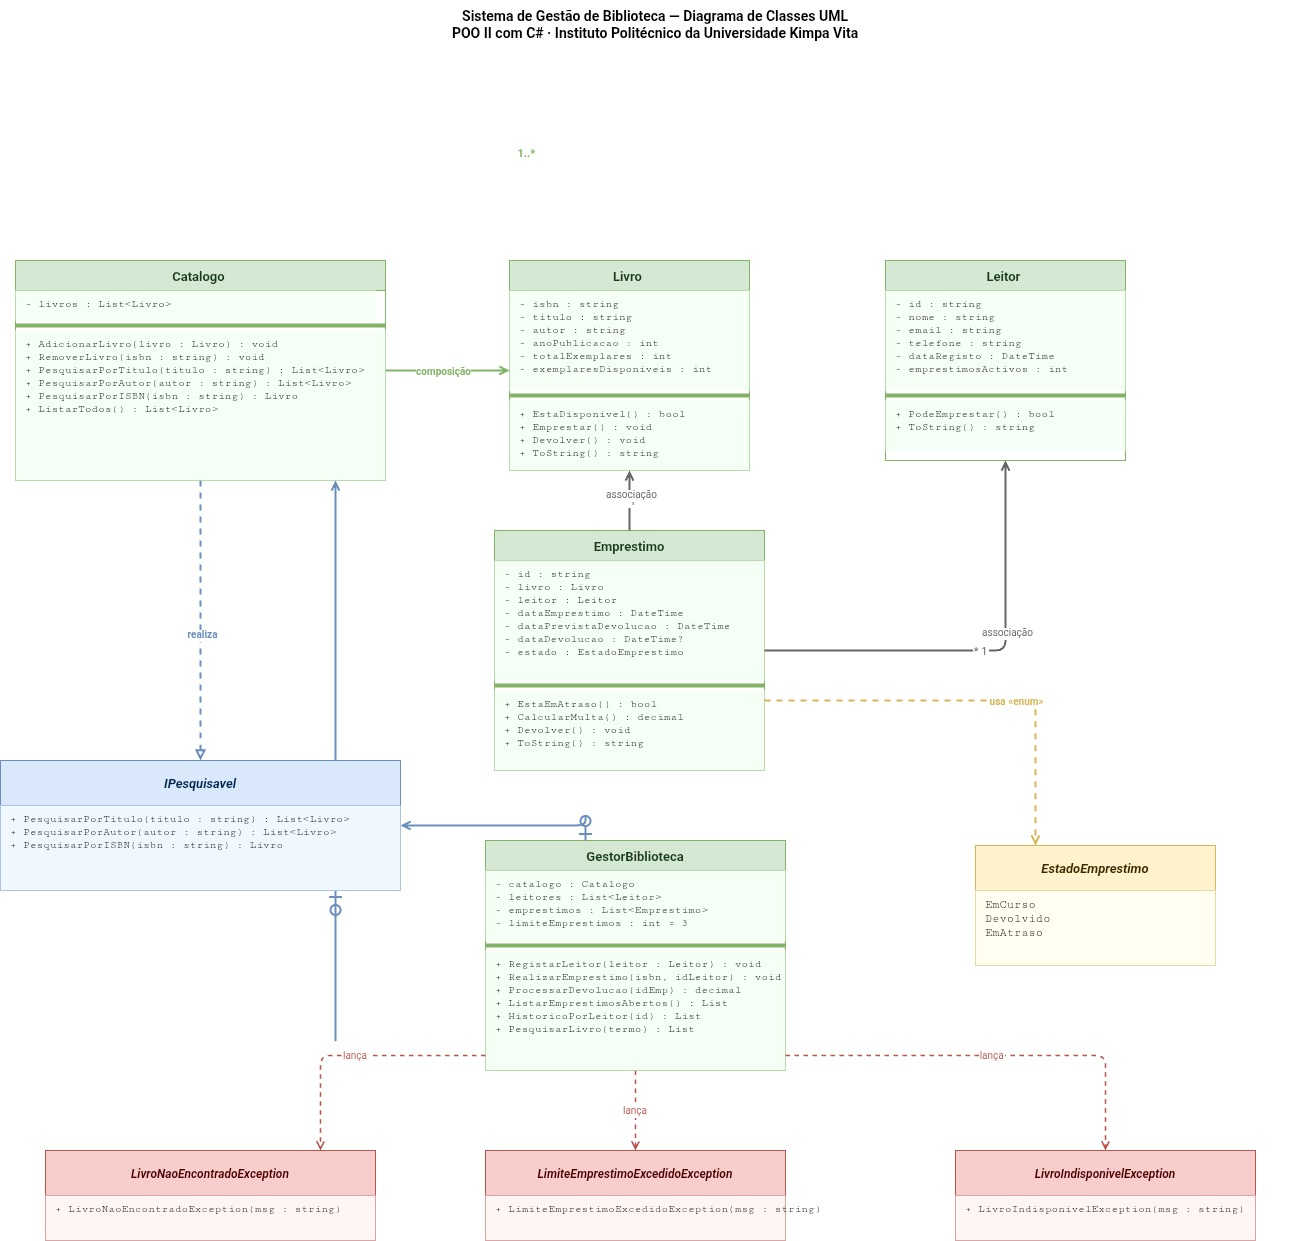 Sistema de Gestão de Biblioteca — Diagrama de Classes UML
POO II com C# · Instituto Politécnico da Universidade Kimpa Vita
1..*
Catalogo
- livros : List<Livro>
+ AdicionarLivro(livro : Livro) : void
+ RemoverLivro(isbn : string) : void
+ PesquisarPorTitulo(titulo : string) : List<Livro>
+ PesquisarPorAutor(autor : string) : List<Livro>
+ PesquisarPorISBN(isbn : string) : Livro
+ ListarTodos() : List<Livro>
composição
Livro
- isbn : string
- titulo : string
- autor : string
- anoPublicacao : int
- totalExemplares : int
- exemplaresDisponiveis : int
+ EstaDisponivel() : bool
+ Emprestar() : void
+ Devolver() : void
+ ToString() : string
Leitor
- id : string
- nome : string
- email : string
- telefone : string
- dataRegisto : DateTime
- emprestimosActivos : int
+ PodeEmprestar() : bool
+ ToString() : string
associação
Emprestimo
- id : string
- livro : Livro
- leitor : Leitor
- dataEmprestimo : DateTime
- dataPrevistaDevolucao : DateTime
- dataDevolucao : DateTime?
- estado : EstadoEmprestimo
+ EstaEmAtraso() : bool
+ CalcularMulta() : decimal
+ Devolver() : void
+ ToString() : string
associação
* 1
realiza
usa «enum»
IPesquisavel
+ PesquisarPorTitulo(titulo : string) : List<Livro>
+ PesquisarPorAutor(autor : string) : List<Livro>
+ PesquisarPorISBN(isbn : string) : Livro
GestorBiblioteca
- catalogo : Catalogo
- leitores : List<Leitor>
- emprestimos : List<Emprestimo>
- limiteEmprestimos : int = 3
+ RegistarLeitor(leitor : Leitor) : void
+ RealizarEmprestimo(isbn, idLeitor) : void
+ ProcessarDevolucao(idEmp) : decimal
+ ListarEmprestimosAbertos() : List
+ HistoricoPorLeitor(id) : List
+ PesquisarLivro(termo) : List
EstadoEmprestimo
EmCurso
Devolvido
EmAtraso
lança
lança
lança
LivroNaoEncontradoException
+ LivroNaoEncontradoException(msg : string)
LimiteEmprestimoExcedidoException
+ LimiteEmprestimoExcedidoException(msg : string)
LivroIndisponivelException
+ LivroIndisponivelException(msg : string)